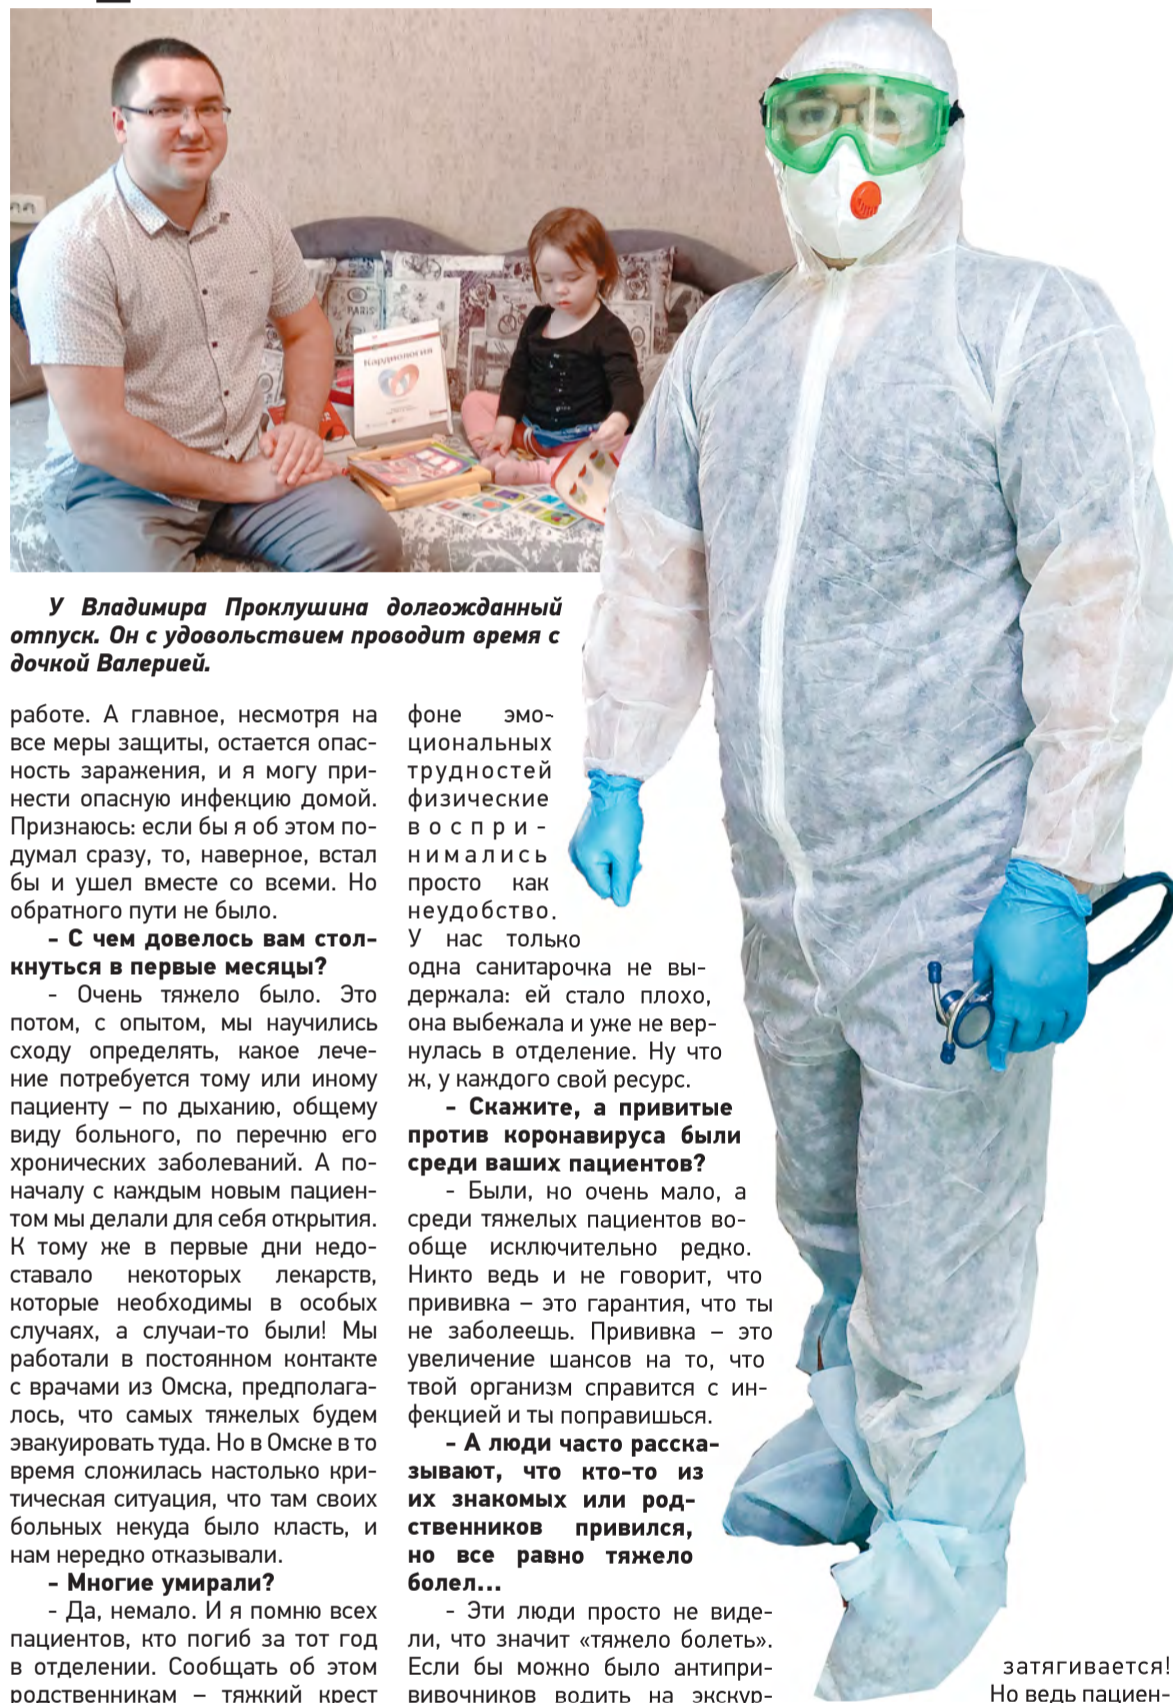 Кардиология
PARIS
У Владимира Проклушина долгожданный
отпуск. Он с удовольствием проводит время с
дочкой Валерией.
работе. А главное, несмотря на
все меры защиты, остается опас-
ность заражения, и я могу при-
нести опасную инфекцию домой.
Признаюсь: если бы я об этом по-
думал сразу, то, наверное, встал
бы и ушел вместе со всеми. Но
обратного пути не было.
- С чем довелось вам стол-
кнуться в первые месяцы?
- Очень тяжело было. Это
потом, с опытом, мы научились
сходу определять, какое лече-
ние потребуется тому или иному
пациенту – по дыханию, общему
виду больного, по перечню его
хронических заболеваний. А по-
началу с каждым новым пациен-
том мы делали для себя открытия.
К тому же в первые дни недо-
ставало некоторых лекарств,
которые необходимы в особых
случаях, а случаи-то были! Мы
работали в постоянном контакте
с врачами из Омска, предполага-
лось, что самых тяжелых будем
эвакуировать туда. Но в Омске в то
время сложилась настолько кри-
тическая ситуация, что там своих
больных некуда было класть, и
нам нередко отказывали.
- Многие умирали?
- Да, немало. И я помню всех
пациентов, кто погиб за тот год
в отделении. Сообщать об этом
родственникам – тяжкий крест
фоне эмо-
циональных
трудностей
физические
воспри-
нимались
просто как
неудобство.
У нас только
одна санитарочка не вы-
держала: ей стало плохо,
она выбежала и уже не вер-
нулась в отделение. Ну что
ж, у каждого свой ресурс.
- Скажите, а привитые
против коронавируса были
среди ваших пациентов?
- Были, но очень мало, а
среди тяжелых пациентов во-
обще исключительно редко.
Никто ведь и не говорит, что
прививка – это гарантия, что ты
не заболеешь. Прививка – это
увеличение шансов на то, что
твой организм справится с ин-
фекцией и ты поправишься.
- А люди часто расска-
зывают, что кто-то из
их знакомых или род-
ственников привился,
но все равно тяжело
болел...
- Эти люди просто не виде-
ли, что значит «тяжело болеть».
Если бы можно было антипри-
вивочников водить на экскур-
затягивается!
Но ведь пациен-